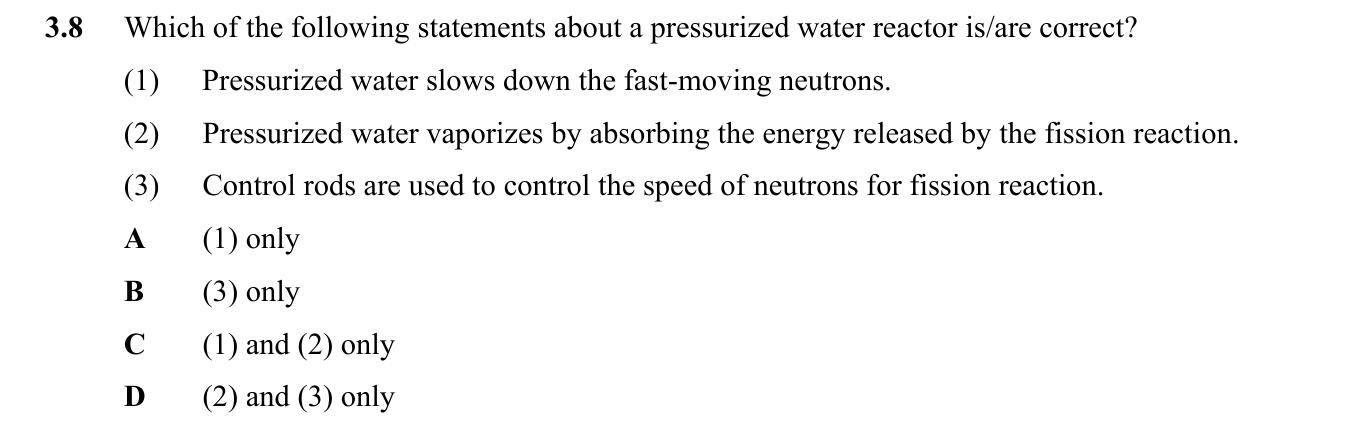 3.8 Which of the following statements about a pressurized water reactor is/are correct?
(1) Pressurized water slows down the fast-moving neutrons.
(2) Pressurized water vaporizes by absorbing the energy released by the fission reaction.
(3) Control rods are used to control the speed of neutrons for fission reaction.
A (1) only
B (3) only
C (1) and (2) only
D (2) and (3) only